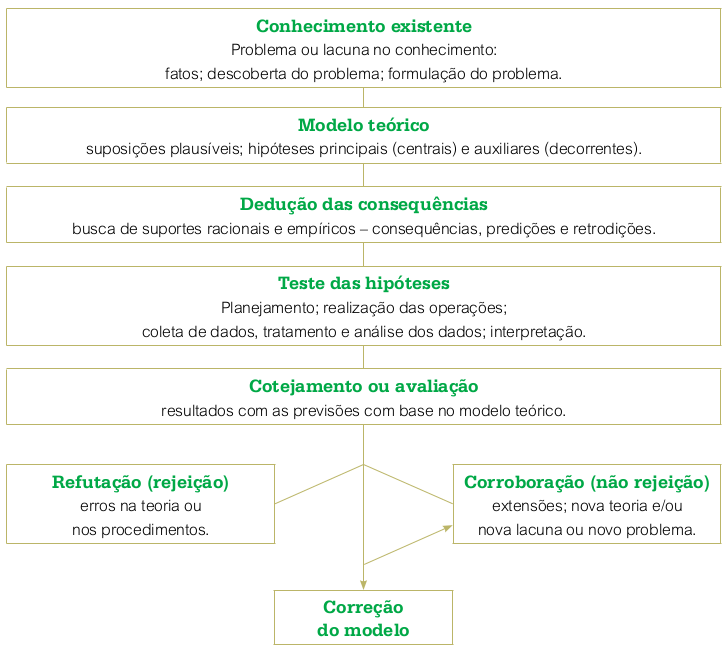 Conhecimento existente
Problema ou lacuna no conhecimento:
fatos; descoberta do problema; formulação do problema.
Modelo teórico
suposições plausíveis; hipóteses principais (centrais) e auxiliares (decorrentes).
Dedução das consequências
busca de suportes racionais e empíricos – consequências, predições e retrodições.
Teste das hipóteses
Planejamento; realização das operações;
coleta de dados, tratamento e análise dos dados; interpretação.
Cotejamento ou avaliação
resultados com as previsões com base no modelo teórico.
Refutação (rejeição)
erros na teoria ou
nos procedimentos.
Corroboração (não rejeição)
extensões; nova teoria e/ou
nova lacuna ou novo problema.
Correção
do modelo